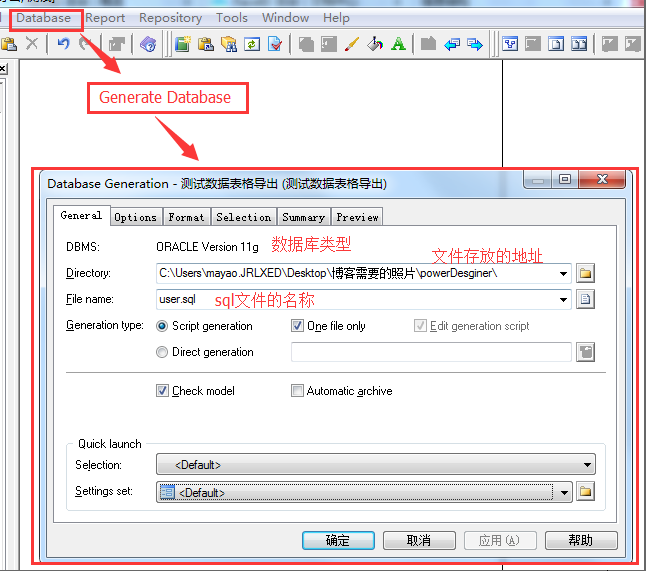 Database Report Repository Tools Window Help
Generate Database
Database Generation - 测试数据表格导出 (测试数据表格导出)
General Options Format Selection Summary Preview
DBMS: ORACLE Version 11g 数据库类型
文件存放的地址
Directory: C:\Users\mayao.JRLXED\Desktop\博客需要的照片\powerDesginer\
File name: user.sql sql文件的名称
Generation type: Script generation One file only Edit generation script
Direct generation
Check model Automatic archive
Quick launch
Selection: <Default>
Settings set: <Default>
确定 取消 应用(A) 帮助